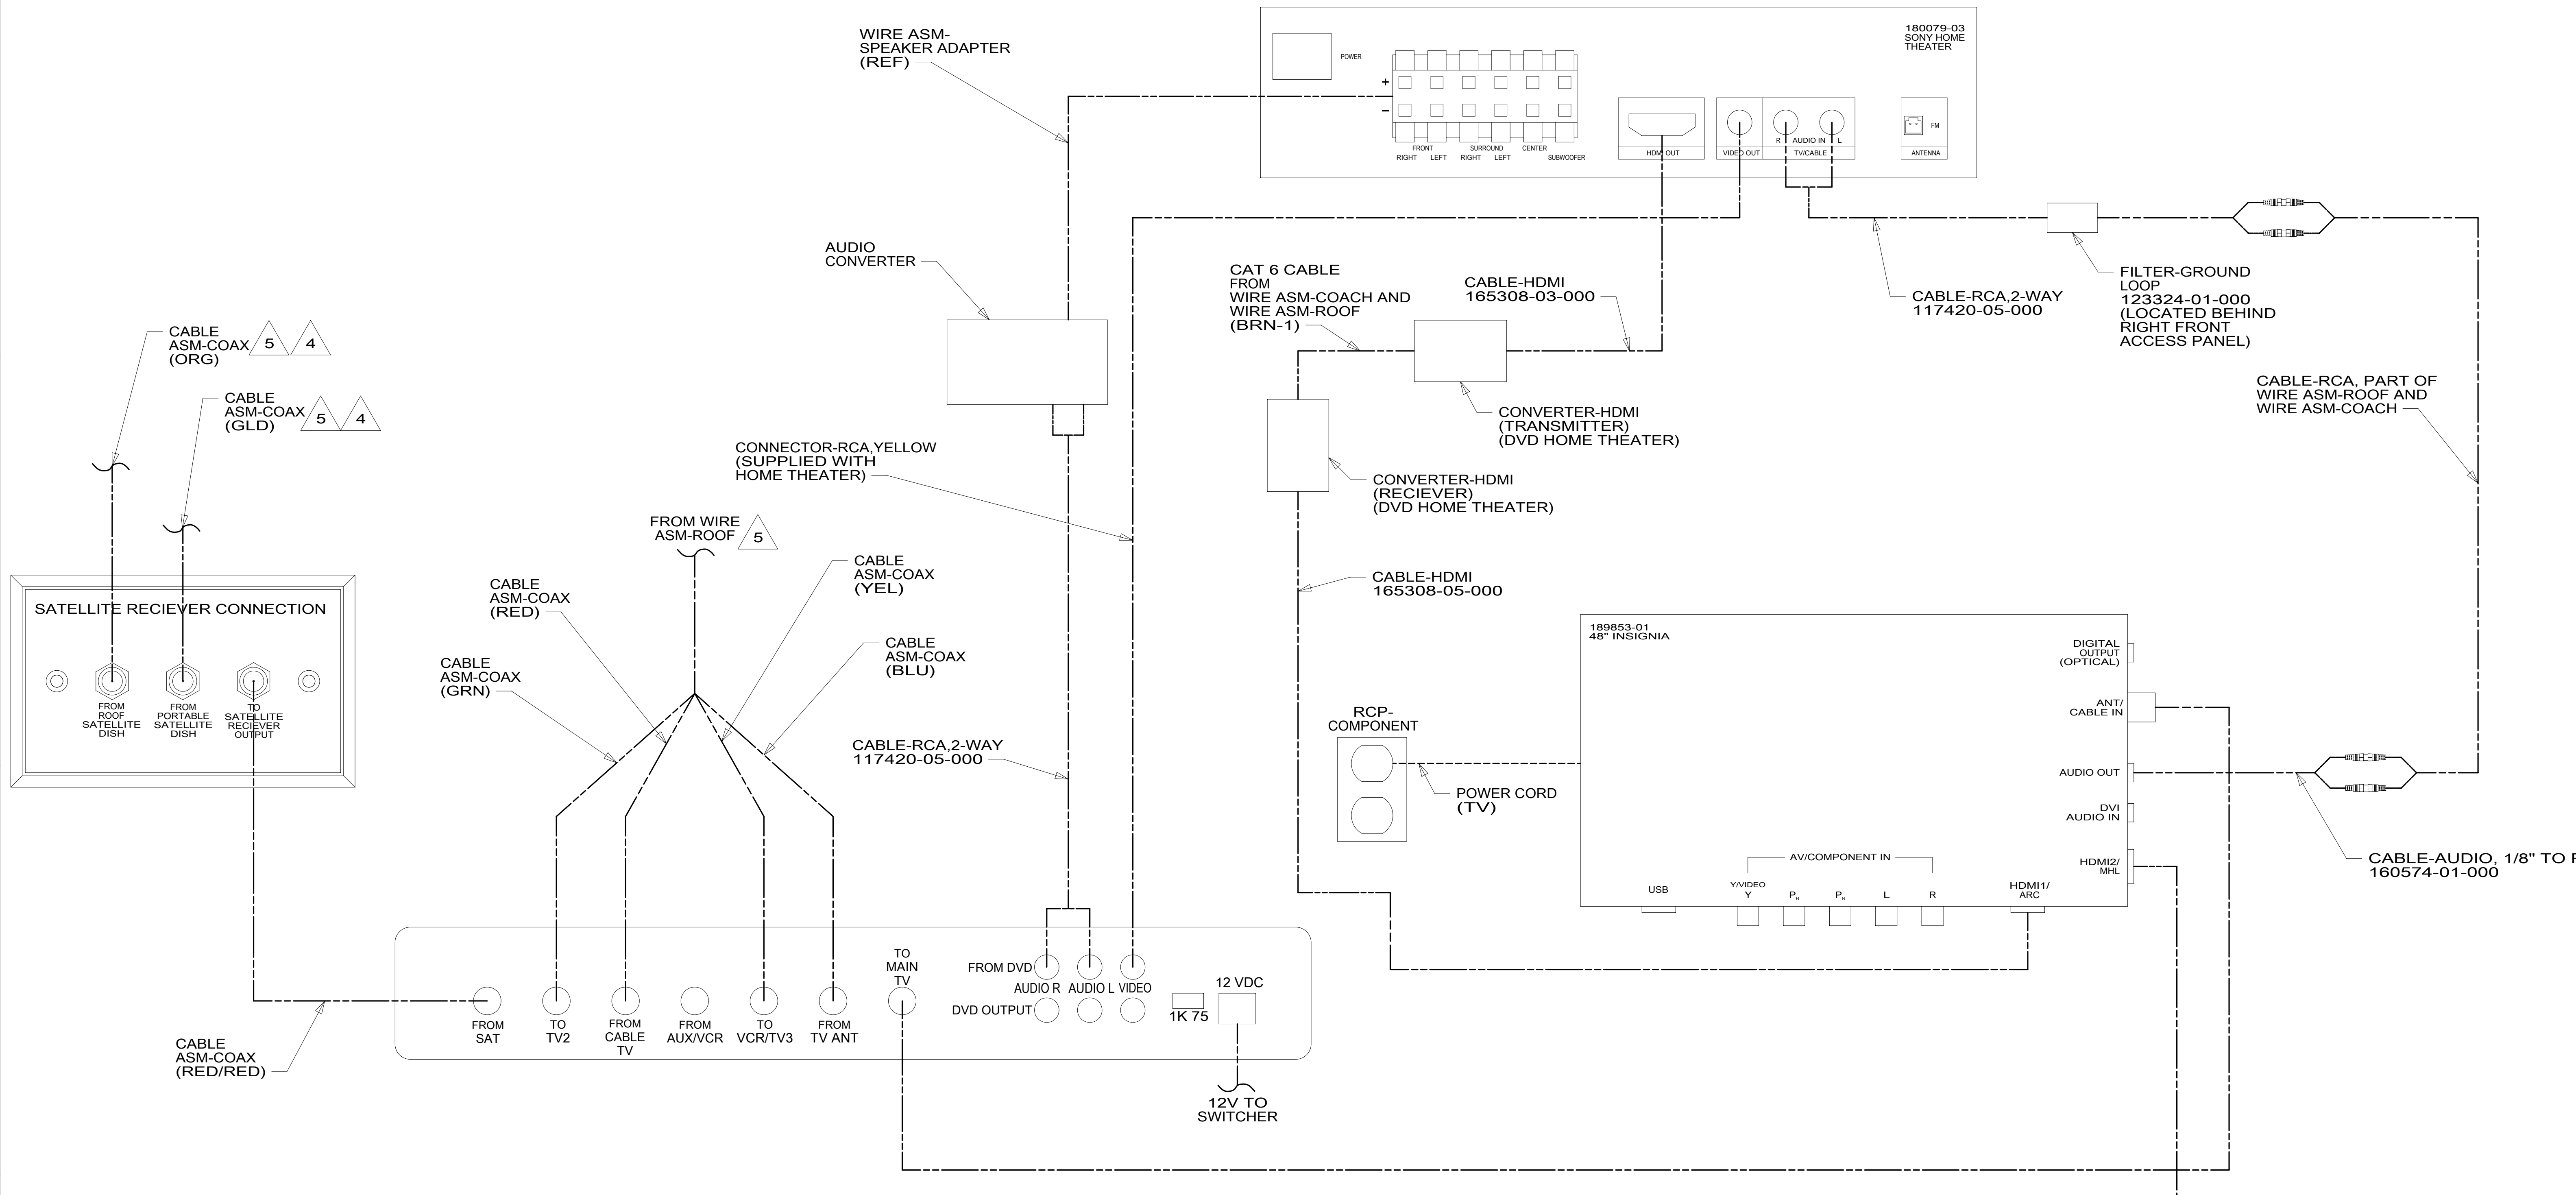 WIRE ASM-
SPEAKER ADAPTER
(REF)
180079-03
SONY HOME
THEATER
POWER
+
−
FRONT
SURROUND
CENTER
RIGHT
LEFT
RIGHT
LEFT
SUBWOOFER
HDMI OUT
VIDEO OUT
R
AUDIO IN
L
TV/CABLE
FM
ANTENNA
AUDIO
CONVERTER
CAT 6 CABLE
FROM
WIRE ASM-COACH AND
WIRE ASM-ROOF
(BRN-1)
CABLE-HDMI
165308-03-000
CABLE-RCA,2-WAY
117420-05-000
FILTER-GROUND
LOOP
123324-01-000
(LOCATED BEHIND
RIGHT FRONT
ACCESS PANEL)
CABLE-RCA, PART OF
WIRE ASM-ROOF AND
WIRE ASM-COACH
CABLE
ASM-COAX
(ORG)
5
4
CABLE
ASM-COAX
(GLD)
5
4
CONVERTER-HDMI
(TRANSMITTER)
(DVD HOME THEATER)
CONNECTOR-RCA,YELLOW
(SUPPLIED WITH
HOME THEATER)
CONVERTER-HDMI
(RECIEVER)
(DVD HOME THEATER)
FROM WIRE
ASM-ROOF
5
CABLE
ASM-COAX
(YEL)
CABLE
ASM-COAX
(RED)
CABLE
ASM-COAX
(BLU)
CABLE
ASM-COAX
(GRN)
CABLE-HDMI
165308-05-000
SATELLITE RECIEVER CONNECTION
FROM
ROOF
SATELLITE
DISH
FROM
PORTABLE
SATELLITE
DISH
TO
SATELLITE
RECIEVER
OUTPUT
CABLE-RCA,2-WAY
117420-05-000
RCP-
COMPONENT
POWER CORD
(TV)
189853-01
48" INSIGNIA
DIGITAL
OUTPUT
(OPTICAL)
ANT/
CABLE IN
AUDIO OUT
DVI
AUDIO IN
HDMI2/
MHL
AV/COMPONENT IN
USB
Y/VIDEO
Y
PB
PR
L
R
HDMI1/
ARC
CABLE-AUDIO, 1/8" TO
160574-01-000
CABLE
ASM-COAX
(RED/RED)
FROM
SAT
TO
TV2
FROM
CABLE
TV
FROM
AUX/VCR
TO
VCR/TV3
FROM
TV ANT
TO
MAIN
TV
FROM DVD
AUDIO R
AUDIO L
VIDEO
DVD OUTPUT
1K 75
12 VDC
12V TO
SWITCHER